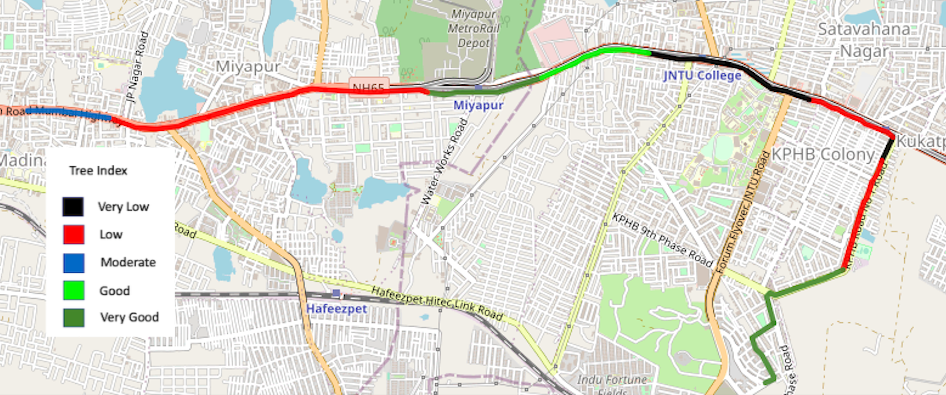 Miyapur
MetroRail
Depot
Satavahana
Nagar
JP Nagar Road
Miyapur
NH65
JNTU College
Miyapur
Road Mumbai Highway
Kukatp
Madina
KPHB Colony
Water Works Road
Forum Flyover JNTU Road
KPHB 9th Phase Road
Tree Index
Very Low
Low
Moderate
Good
Very Good
Hafeezpet Hitec Link Road
Hafeezpet
Indu Fortune
Fields